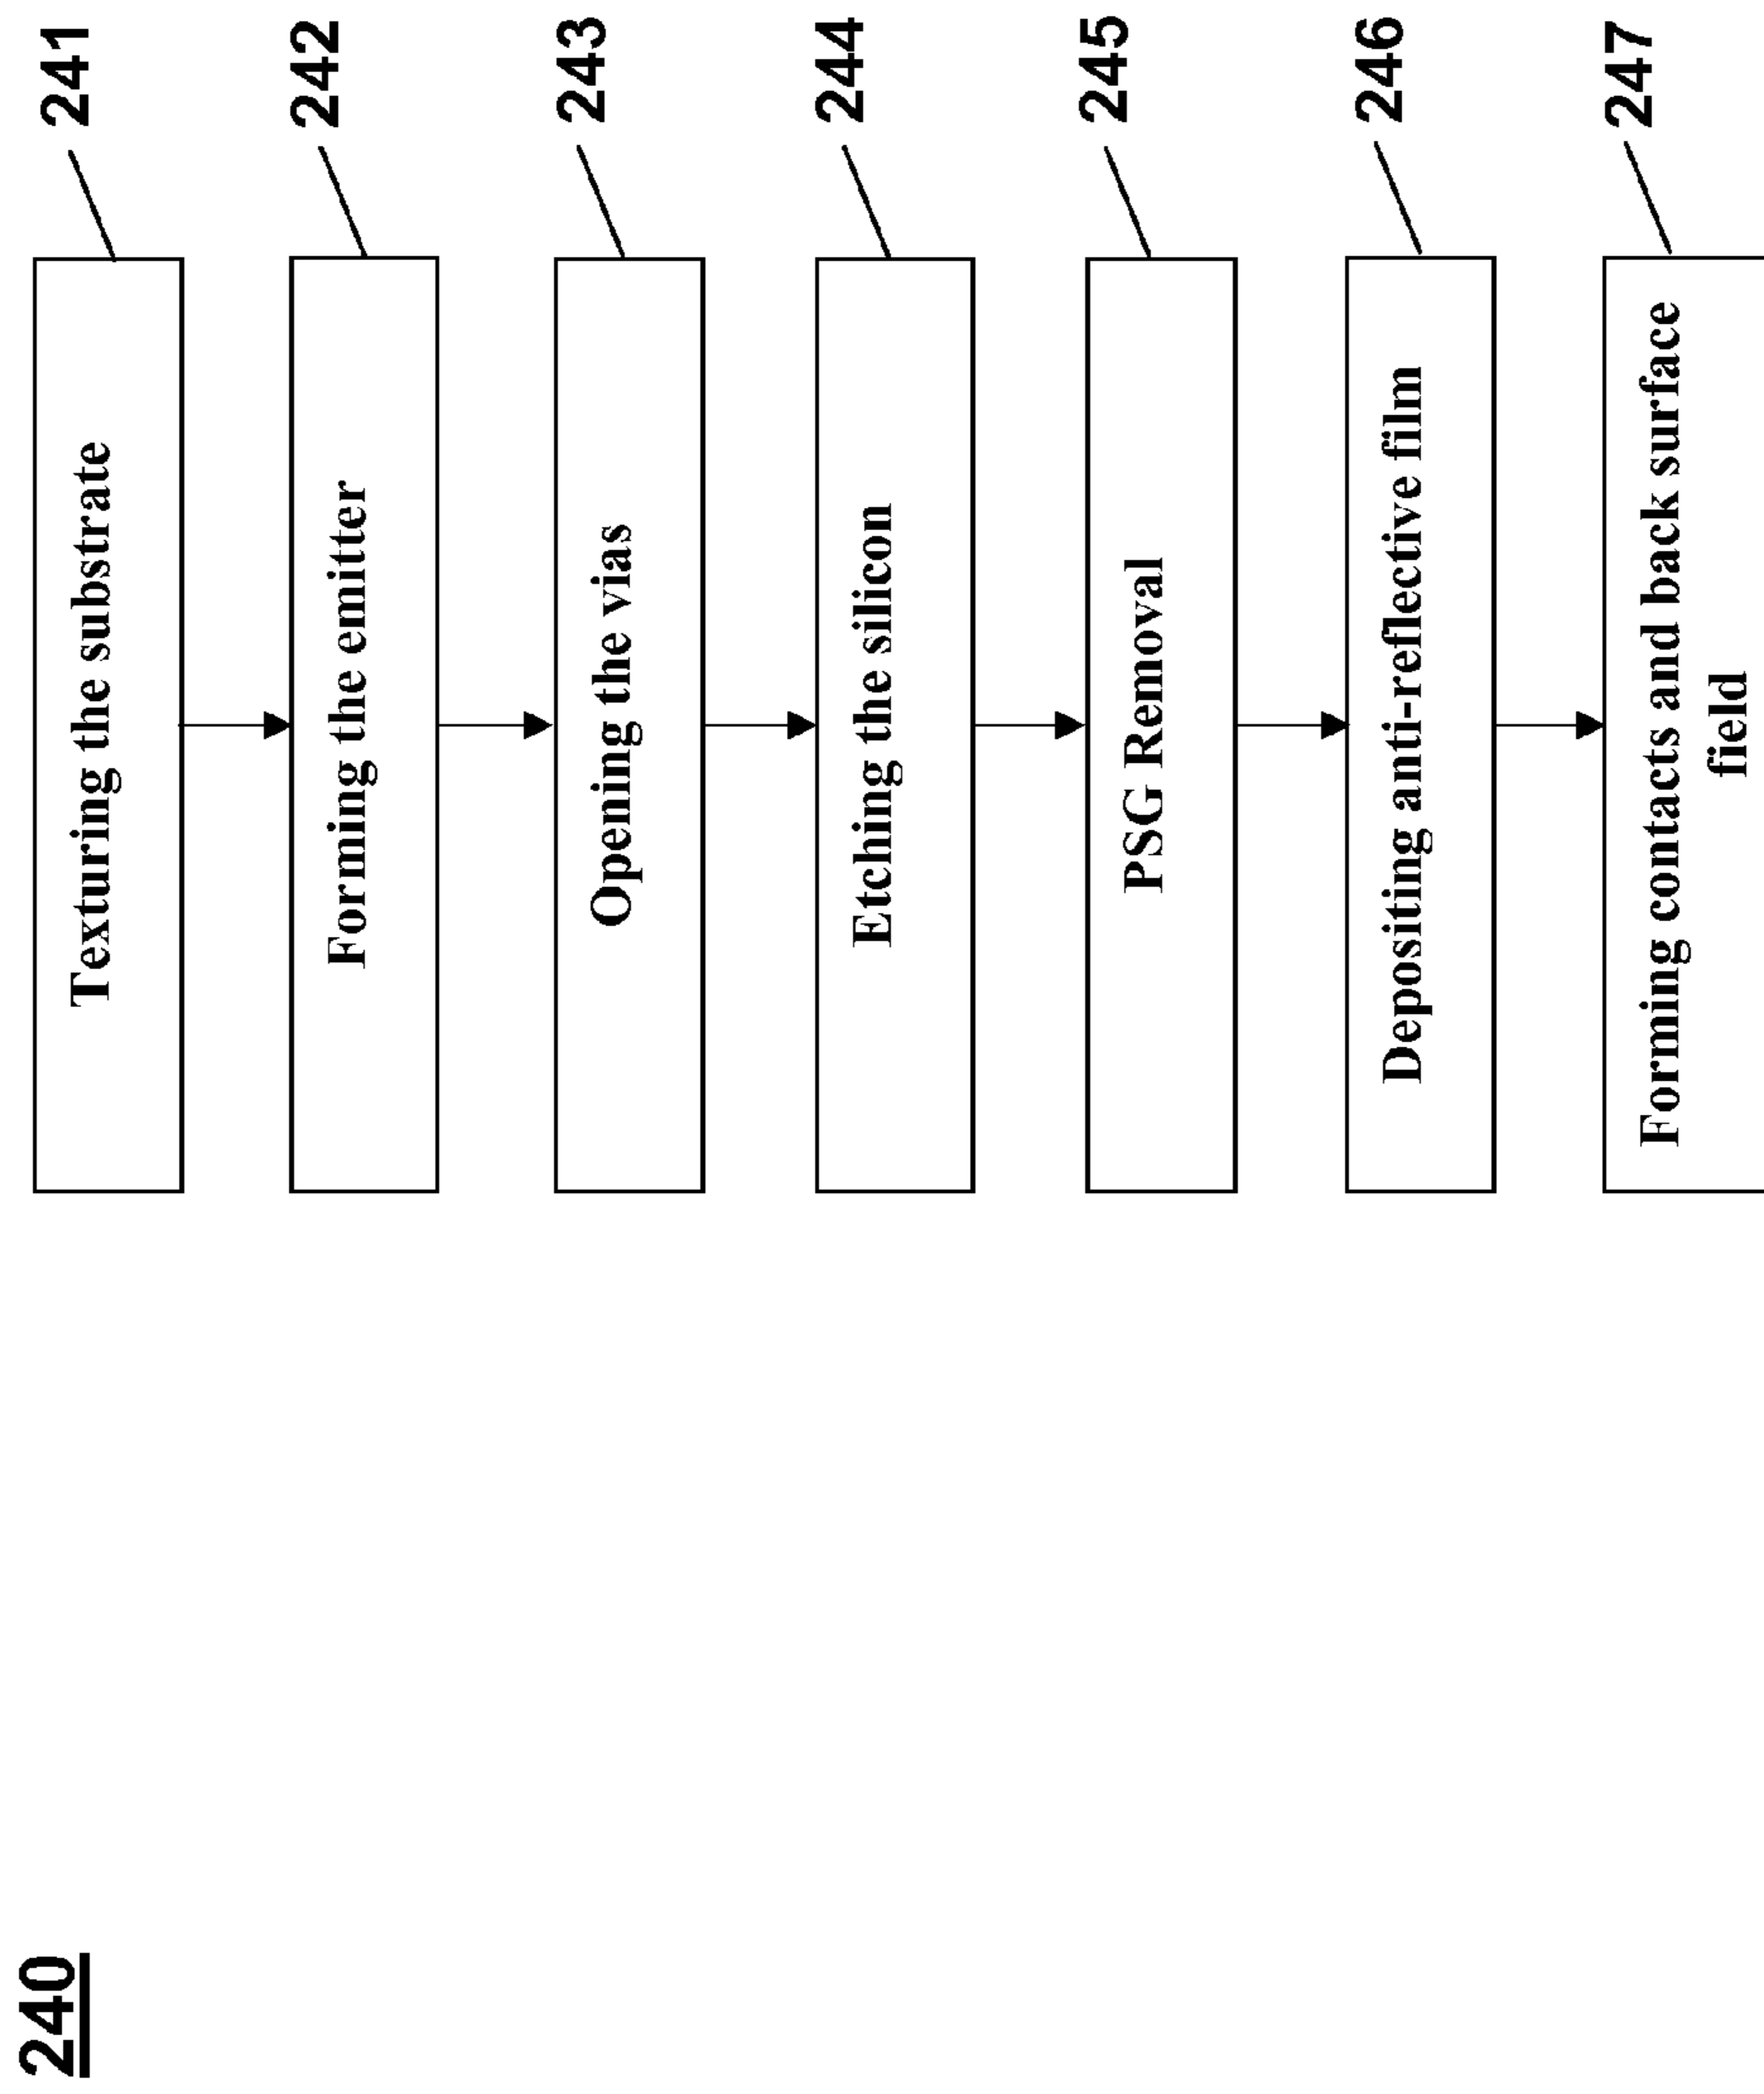 240
Texturing the substrate
241
Forming the emitter
242
Opening the vias
243
Etching the silicon
244
PSG Removal
245
Depositing anti-reflective film
246
Forming contacts and back surface
field
247